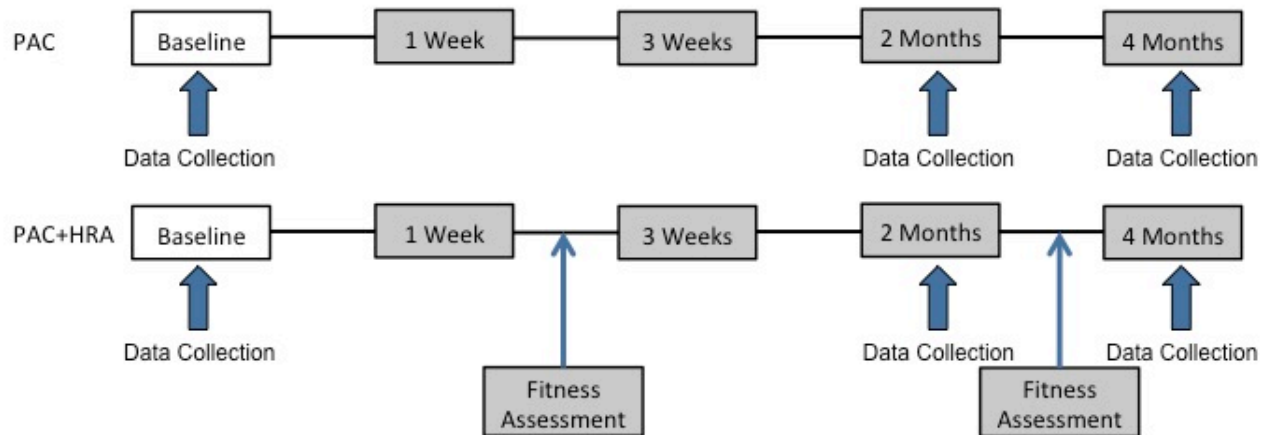 PAC Baseline 1 Week 3 Weeks 2 Months 4 Months
Data Collection Data Collection Data Collection
PAC+HRA Baseline 1 Week 3 Weeks 2 Months 4 Months
Data Collection Data Collection Data Collection
Fitness Fitness
Assessment Assessment